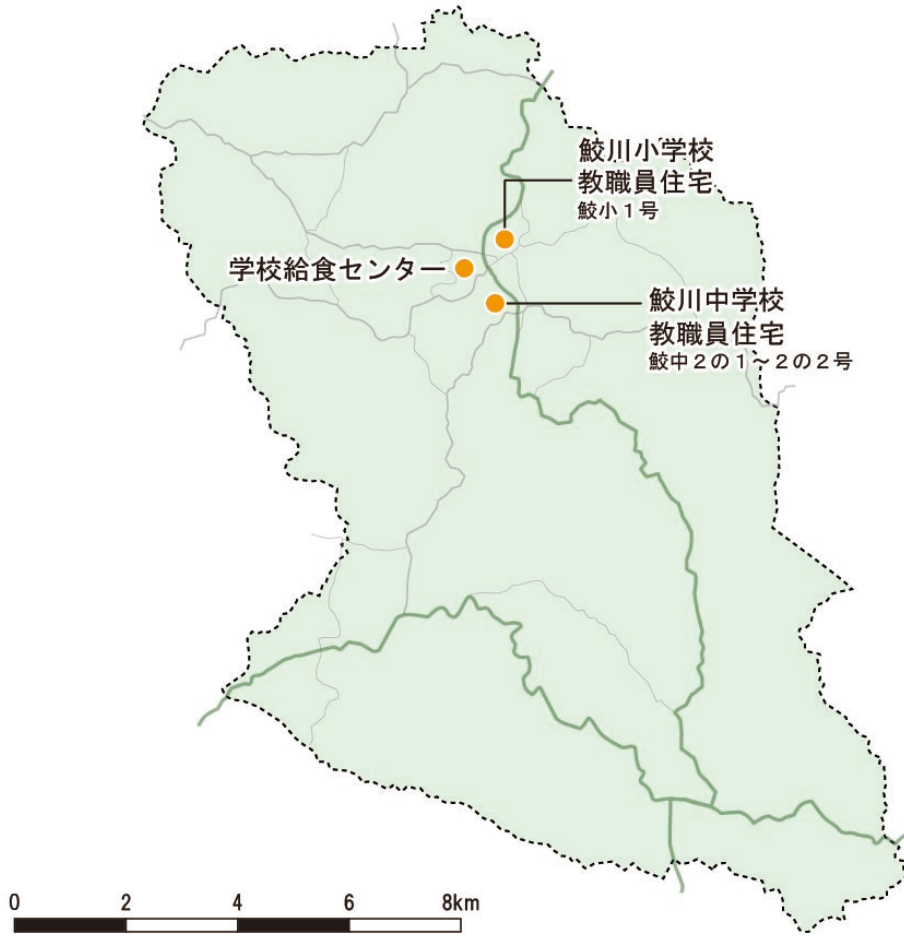 鮫川小学校
教職員住宅
鮫小1号
学校給食センター
鮫川中学校
教職員住宅
鮫中2の1～2の2号
0 2 4 6 8km